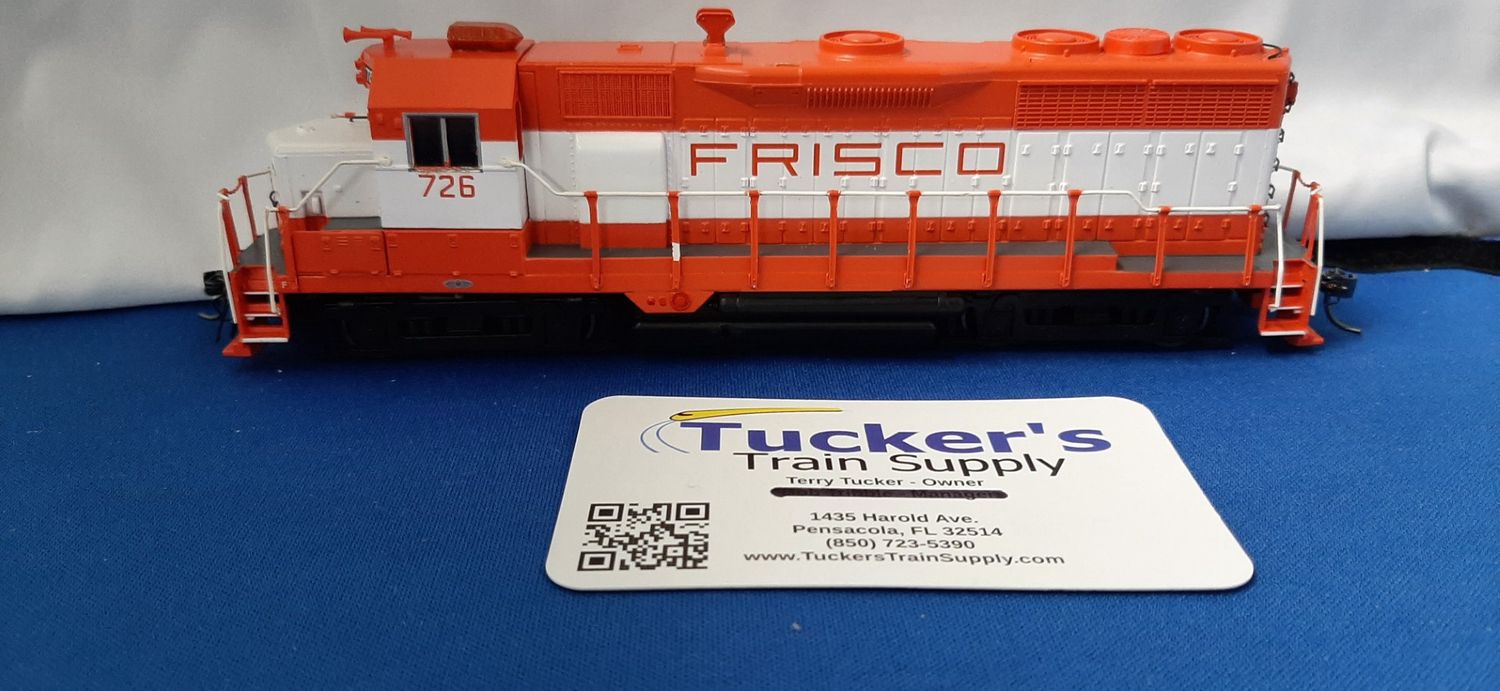 FRISCO
726
F
Tucker's
Train Supply
Terry Tucker - Owner
- Manager
1435 Harold Ave.
Pensacola, FL 32514
(850) 723-5390
www.TuckersTrainSupply.com